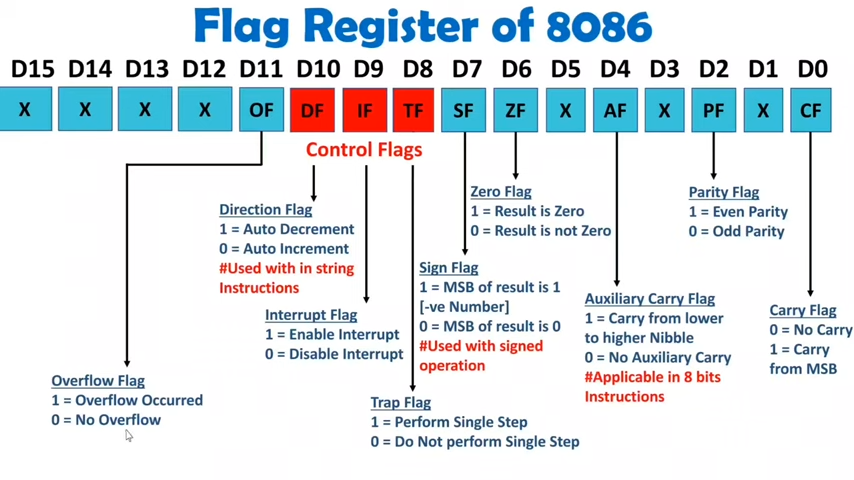 Flag Register of 8086
D15 D14 D13 D12 D11 D10 D9 D8 D7 D6 D5 D4 D3 D2 D1 D0
X X X X OF DF IF TF SF ZF X AF X PF X CF
Control Flags
Direction Flag
1 = Auto Decrement
0 = Auto Increment
#Used with in string
Instructions
Interrupt Flag
1 = Enable Interrupt
0 = Disable Interrupt
Overflow Flag
1 = Overflow Occurred
0 = No Overflow
Trap Flag
1 = Perform Single Step
0 = Do Not perform Single Step
Zero Flag
1 = Result is Zero
0 = Result is not Zero
Sign Flag
1 = MSB of result is 1
[-ve Number]
0 = MSB of result is 0
#Used with signed
operation
Auxiliary Carry Flag
1 = Carry from lower
to higher Nibble
0 = No Auxiliary Carry
#Applicable in 8 bits
Instructions
Parity Flag
1 = Even Parity
0 = Odd Parity
Carry Flag
0 = No Carry
1 = Carry
from MSB